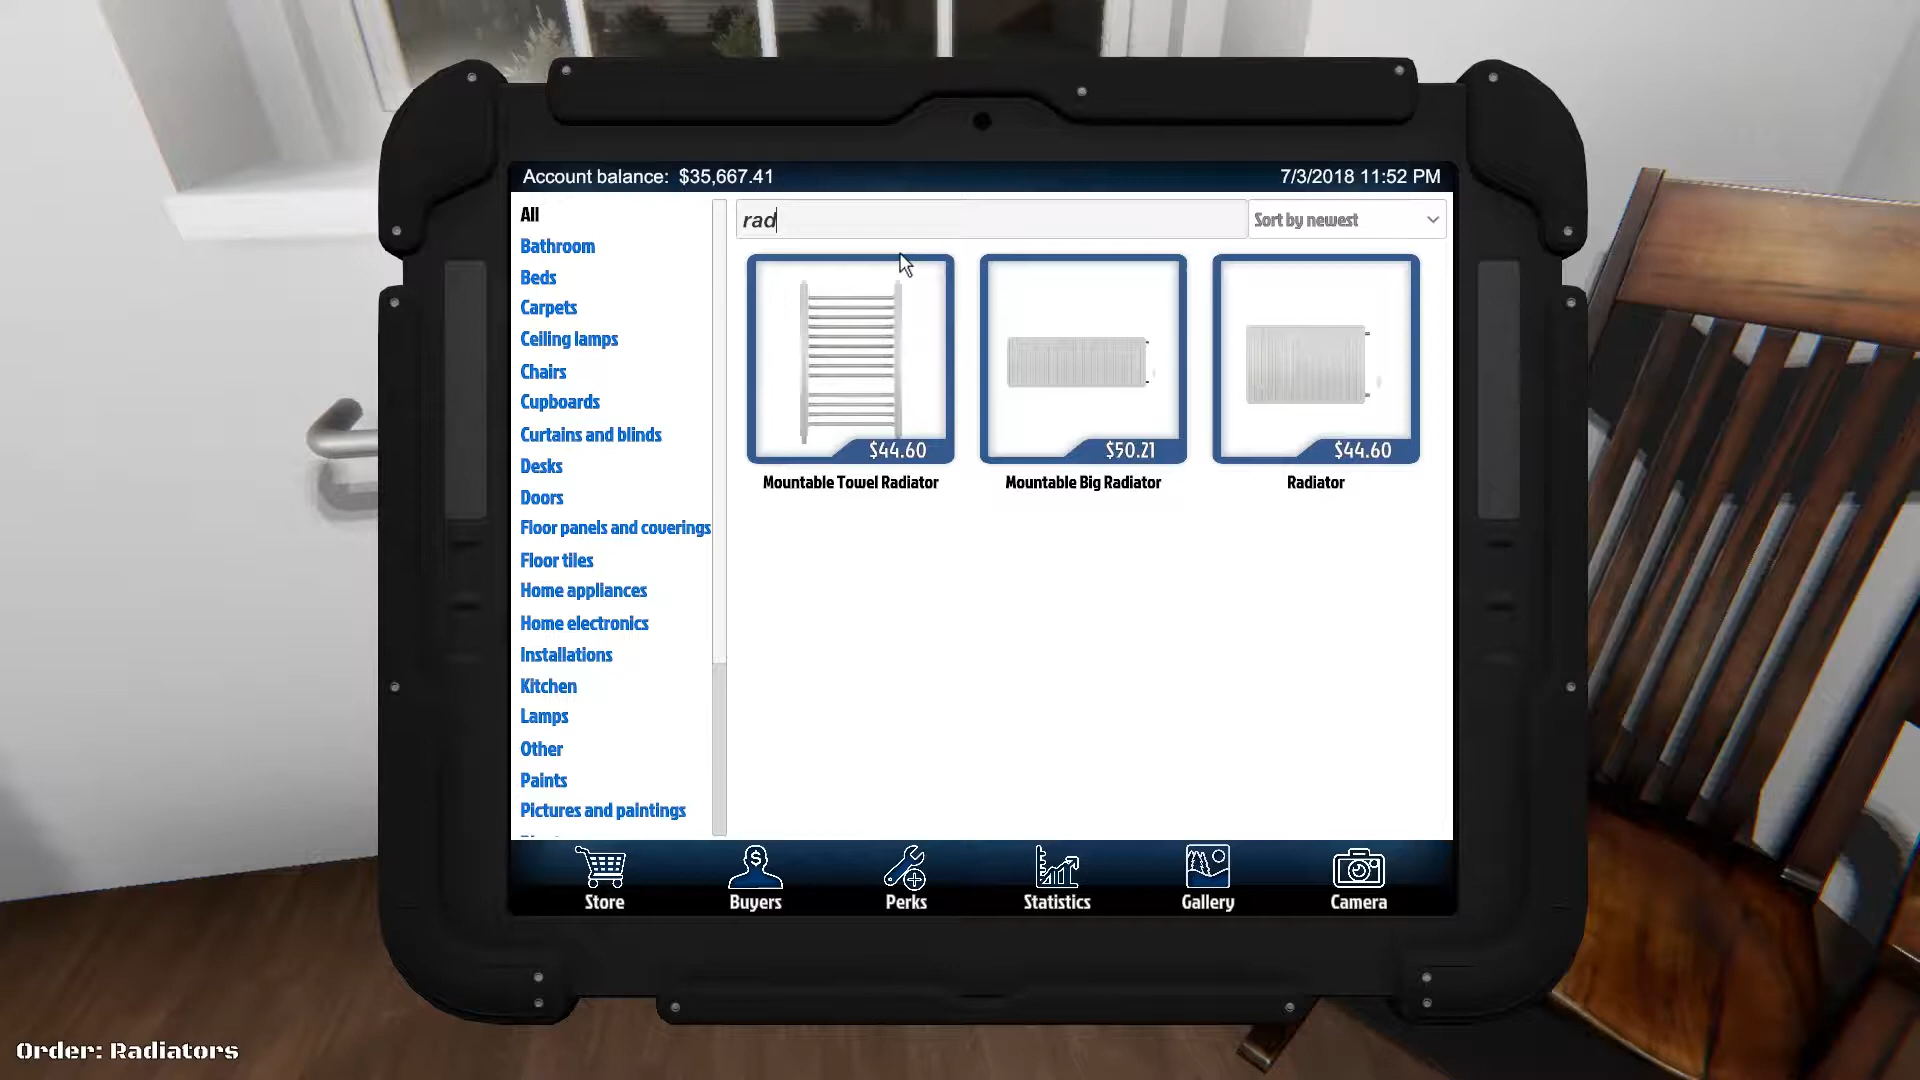 Account balance: $35,667.41
7/3/2018 11:52 PM
All
Bathroom
Beds
Carpets
Ceiling lamps
Chairs
Cupboards
Curtains and blinds
Desks
Doors
Floor panels and coverings
Floor tiles
Home appliances
Home electronics
Installations
Kitchen
Lamps
Other
Paints
Pictures and paintings
rad
Sort by newest
$44.60
Mountable Towel Radiator
$50.21
Mountable Big Radiator
$44.60
Radiator
Store
Buyers
Perks
Statistics
Gallery
Camera
Order: Radiators